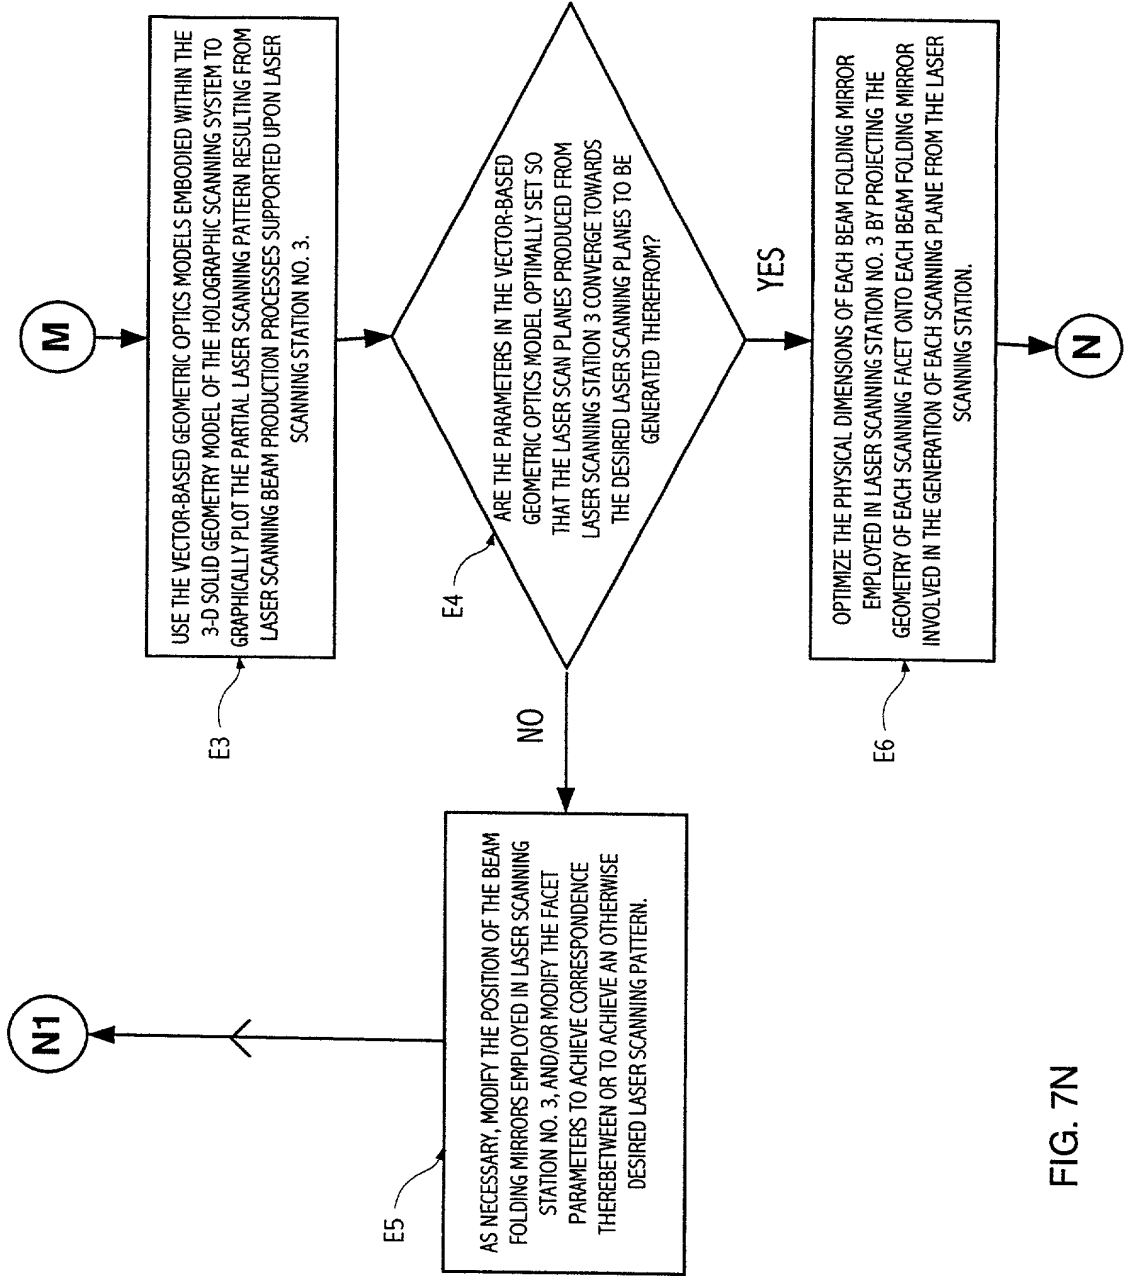 M
USE THE VECTOR-BASED GEOMETRIC OPTICS MODELS EMBODIED WITHIN THE
3-D SOLID GEOMETRY MODEL OF THE HOLOGRAPHIC SCANNING SYSTEM TO
GRAPHICALLY PLOT THE PARTIAL LASER SCANNING PATTERN RESULTING FROM
LASER SCANNING BEAM PRODUCTION PROCESSES SUPPORTED UPON LASER
SCANNING STATION NO. 3.
E3
ARE THE PARAMETERS IN THE VECTOR-BASED
GEOMETRIC OPTICS MODEL OPTIMALLY SET SO
THAT THE LASER SCAN PLANES PRODUCED FROM
LASER SCANNING STATION 3 CONVERGE TOWARDS
THE DESIRED LASER SCANNING PLANES TO BE
GENERATED THEREFROM?
E4
NO
YES
N1
AS NECESSARY, MODIFY THE POSITION OF THE BEAM
FOLDING MIRRORS EMPLOYED IN LASER SCANNING
STATION NO. 3, AND/OR MODIFY THE FACET
PARAMETERS TO ACHIEVE CORRESPONDENCE
THEREBETWEEN OR TO ACHIEVE AN OTHERWISE
DESIRED LASER SCANNING PATTERN.
E5
OPTIMIZE THE PHYSICAL DIMENSIONS OF EACH BEAM FOLDING MIRROR
EMPLOYED IN LASER SCANNING STATION NO. 3 BY PROJECTING THE
GEOMETRY OF EACH SCANNING FACET ONTO EACH BEAM FOLDING MIRROR
INVOLVED IN THE GENERATION OF EACH SCANNING PLANE FROM THE LASER
SCANNING STATION.
E6
N
FIG. 7N